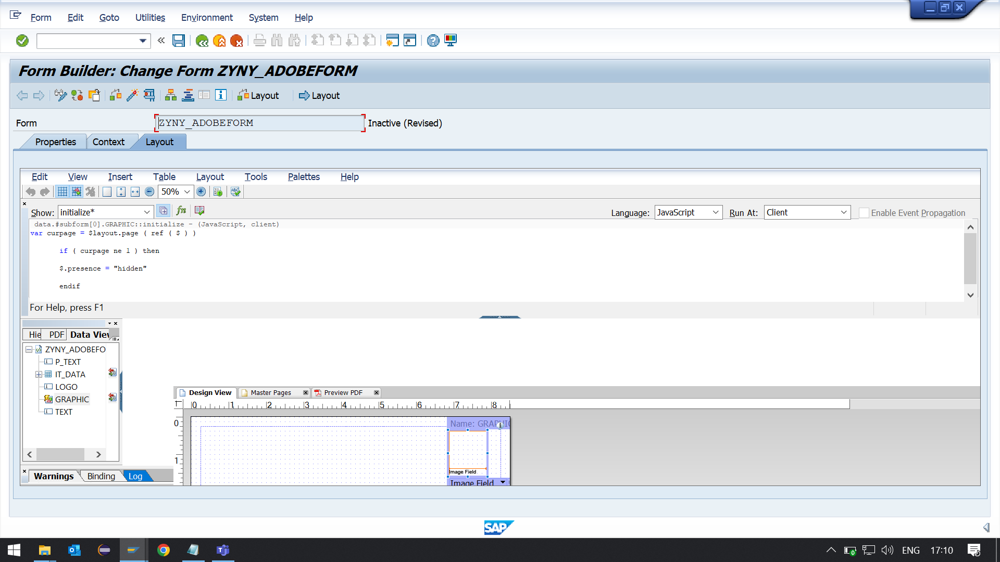 Form Edit Goto Utilities Environment System Help
Form Builder: Change Form ZYNY_ADOBEFORM
Layout Layout
Form ZYNY_ADOBEFORM Inactive (Revised)
Properties Context Layout
Edit View Insert Table Layout Tools Palettes Help
50%
Show: initialize* fn Language: JavaScript Run At: Client Enable Event Propagation
data.#subform[0].GRAPHIC::initialize - (JavaScript, client)
var curpage = $layout.page ( ref ( $ ) )
if ( curpage ne 1 ) then
$.presence = "hidden"
endif
For Help, press F1
Hie PDF Data Viev
ZYNY_ADOBEFO
P_TEXT
IT_DATA
LOGO
GRAPHIC
TEXT
Design View Master Pages Preview PDF
0 1 2 3 4 5 6 7 8
0
Name: GRAPHIC
1
Image Field
Image Field
Warnings Binding Log
SAP
ENG 17:10